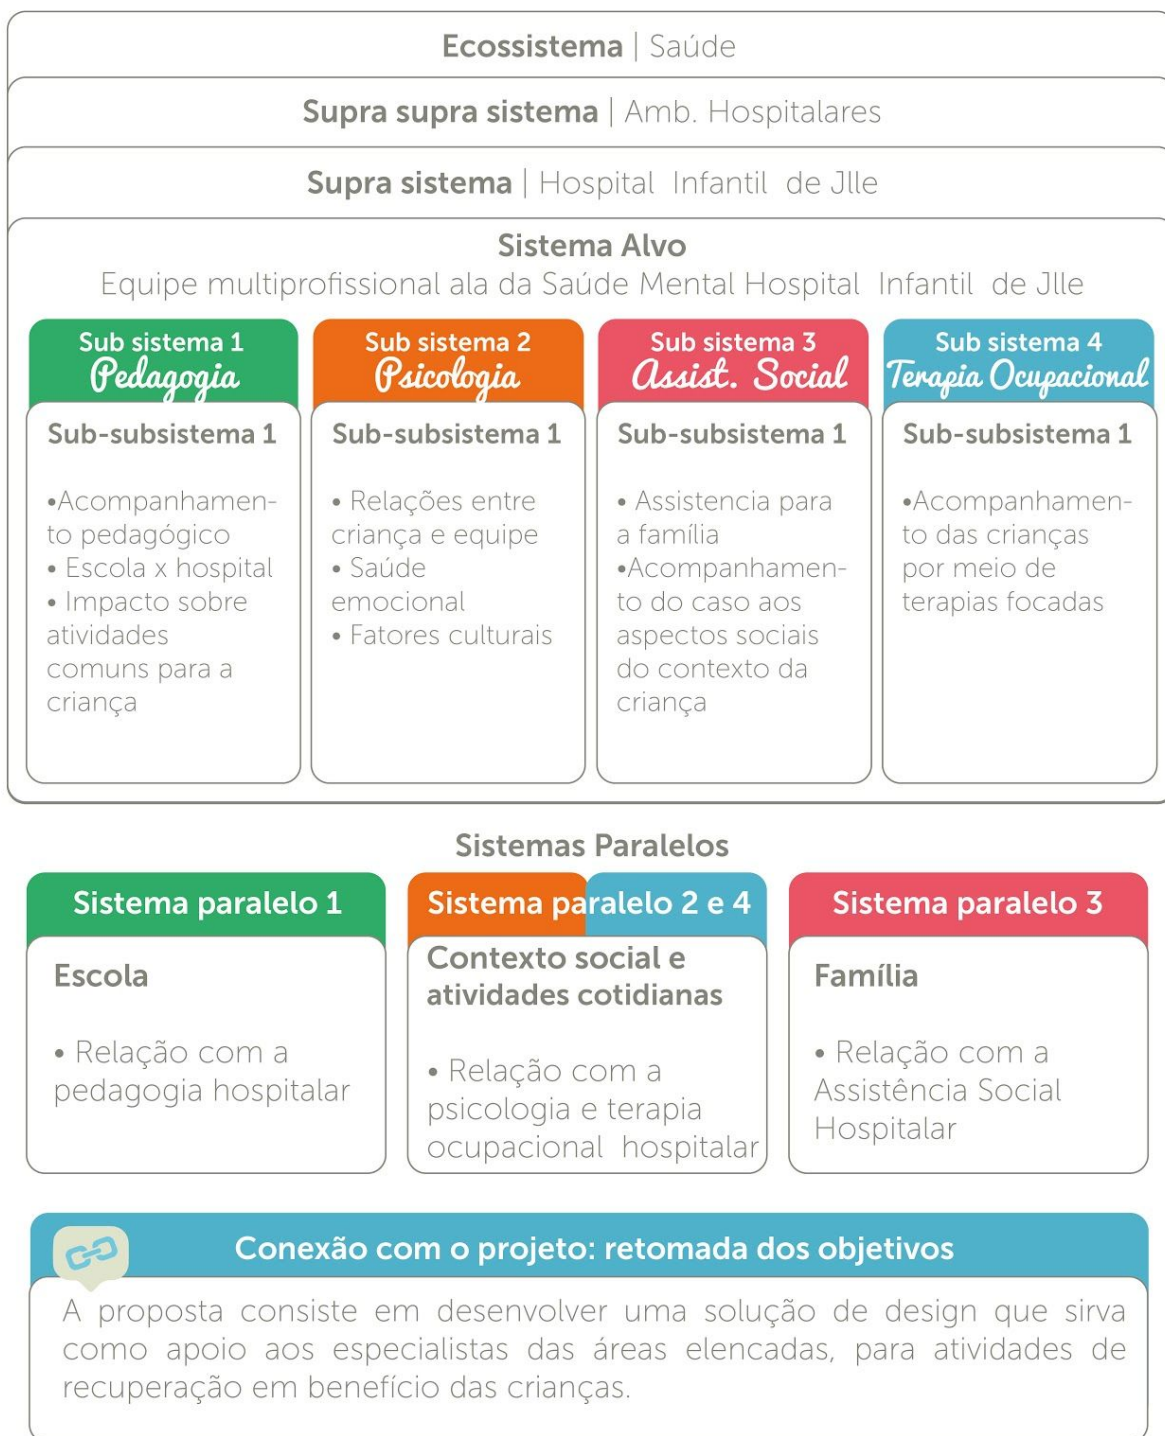 Ecossistema | Saúde
Supra supra sistema | Amb. Hospitalares
Supra sistema | Hospital Infantil de Jlle
Sistema Alvo
Equipe multiprofissional ala da Saúde Mental Hospital Infantil de Jlle
Sub sistema 1
Pedagogia
Sub-subsistema 1
•Acompanhamen-
to pedagógico
• Escola x hospital
• Impacto sobre
atividades
comuns para a
criança
Sub sistema 2
Psicologia
Sub-subsistema 1
• Relações entre
criança e equipe
• Saúde
emocional
• Fatores culturais
Sub sistema 3
Assist. Social
Sub-subsistema 1
• Assistencia para
a família
•Acompanhamen-
to do caso aos
aspectos sociais
do contexto da
criança
Sub sistema 4
Terapia Ocupacional
Sub-subsistema 1
•Acompanhamen-
to das crianças
por meio de
terapias focadas
Sistemas Paralelos
Sistema paralelo 1
Escola
• Relação com a
pedagogia hospitalar
Sistema paralelo 2 e 4
Contexto social e
atividades cotidianas
• Relação com a
psicologia e terapia
ocupacional hospitalar
Sistema paralelo 3
Família
• Relação com a
Assistência Social
Hospitalar
Conexão com o projeto: retomada dos objetivos
A proposta consiste em desenvolver uma solução de design que sirva
como apoio aos especialistas das áreas elencadas, para atividades de
recuperação em benefício das crianças.